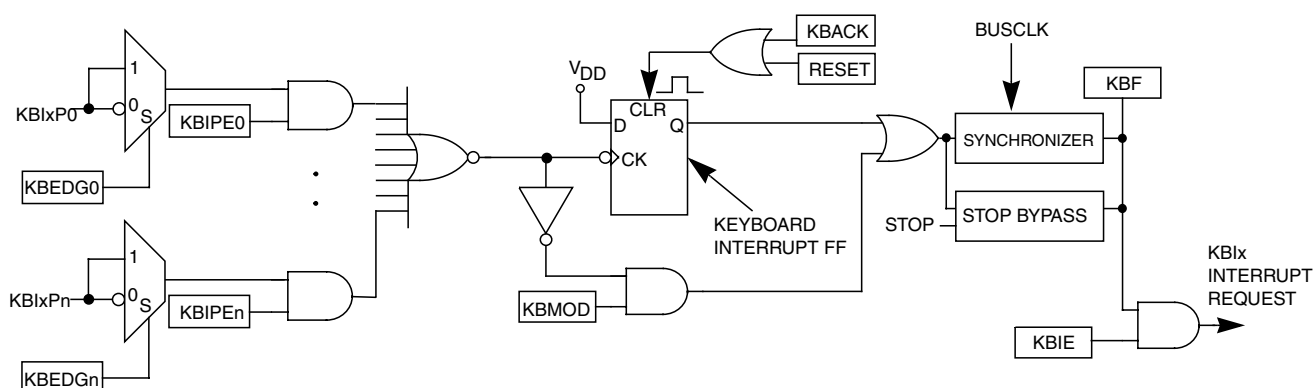 KBACK
RESET
BUSCLK
VDD
KBF
1
KBIxP0
0
S
KBIPE0
CLR
D
Q
SYNCHRONIZER
CK
KBEDG0
STOP BYPASS
STOP
KEYBOARD
INTERRUPT FF
1
KBIxPn
0
S
KBIPEn
KBMOD
KBIx
INTERRUPT
REQUEST
KBIE
KBEDGn